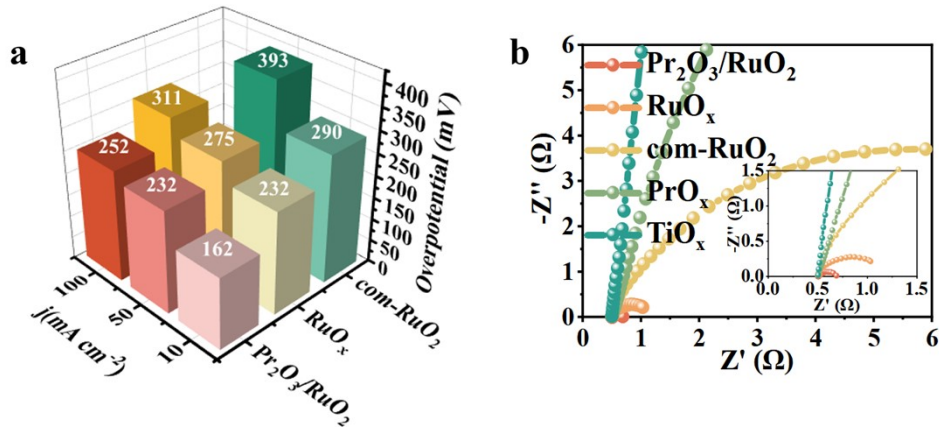 a
393
311
252
275
290
232
232
162
400
350
300
250
200
150
100
50
0
Overpotential (mV)
100
50
10
j(mA cm⁻²)
com-RuO₂
RuOₓ
Pr₂O₃/RuO₂
b
6
5
4
3
2
1
0
-Z'' (Ω)
Pr₂O₃/RuO₂
RuOₓ
com-RuO₂
PrOₓ
TiOₓ
1.5
1.0
0.5
0.0
-Z'' (Ω)
0.0 0.5 1.0 1.5
Z' (Ω)
0 1 2 3 4 5 6
Z' (Ω)